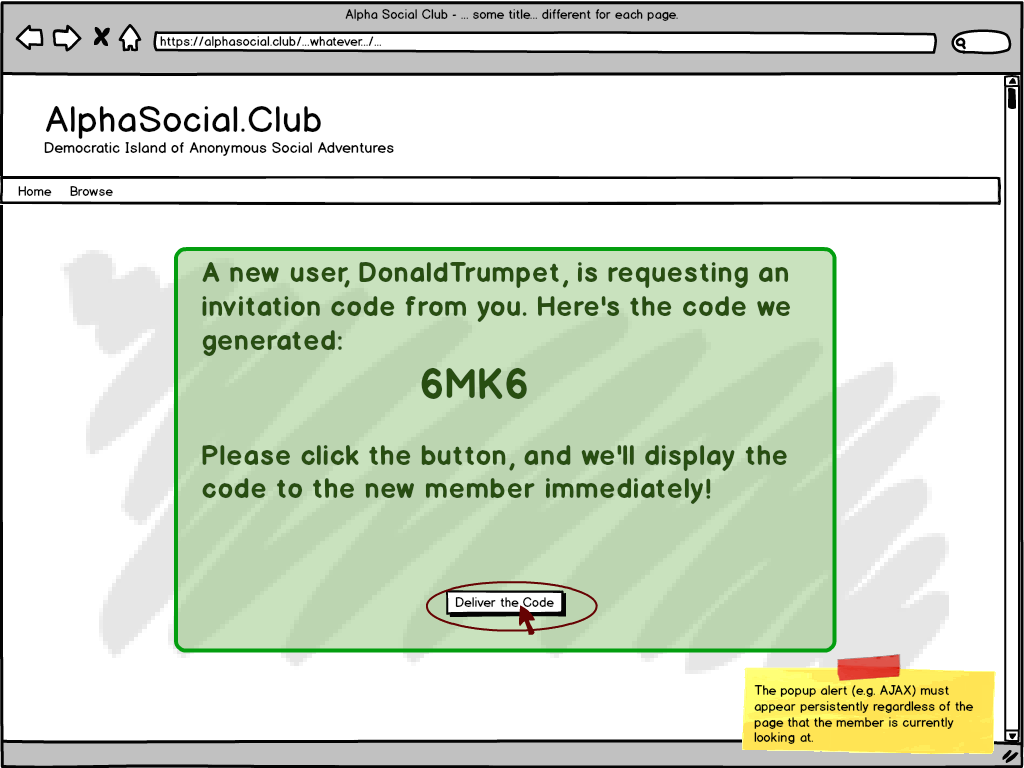 Alpha Social Club - ... some title... different for each page.
https://alphasocial.club/...whatever.../...
AlphaSocial.Club
Democratic Island of Anonymous Social Adventures
Home Browse
A new user, DonaldTrumpet, is requesting an
invitation code from you. Here's the code we
generated:
6MK6
Please click the button, and we'll display the
code to the new member immediately!
Deliver the Code
The popup alert (e.g. AJAX) must
appear persistently regardless of the
page that the member is currently
looking at.